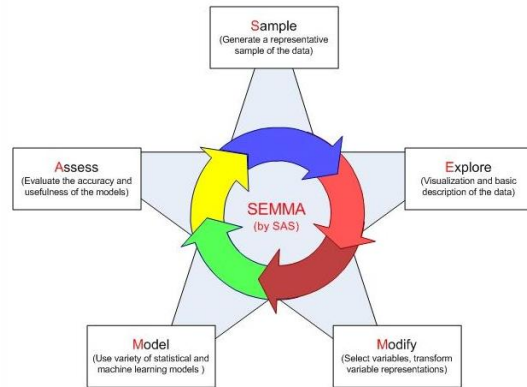 Sample
(Generate a representative
sample of the data)
Assess
(Evaluate the accuracy and
usefulness of the models)
Explore
(Visualization and basic
description of the data)
SEMMA
(by SAS)
Model
(Use variety of statistical and
machine learning models )
Modify
(Select variables, transform
variable representations)